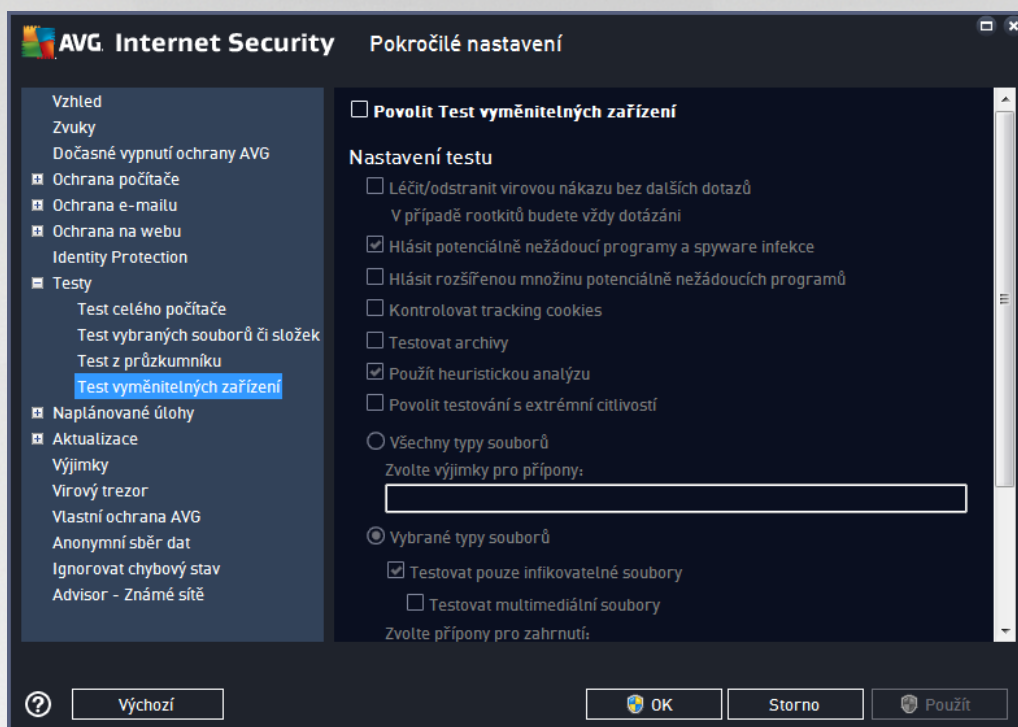 AVG. Internet Security Pokročilé nastavení
Vzhled
Zvuky
Dočasné vypnutí ochrany AVG
Ochrana počítače
Ochrana e-mailu
Ochrana na webu
Identity Protection
Testy
Test celého počítače
Test vybraných souborů či složek
Test z průzkumníku
Test vyměnitelných zařízení
Naplánované úlohy
Aktualizace
Výjimky
Virový trezor
Vlastní ochrana AVG
Anonymní sběr dat
Ignorovat chybový stav
Advisor - Známé sítě
Povolit Test vyměnitelných zařízení
Nastavení testu
Léčit/odstranit virovou nákazu bez dalších dotazů
V případě rootkitů budete vždy dotázáni
Hlásit potenciálně nežádoucí programy a spyware infekce
Hlásit rozšířenou množinu potenciálně nežádoucích programů
Kontrolovat tracking cookies
Testovat archivy
Použít heuristickou analýzu
Povolit testování s extrémní citlivostí
Všechny typy souborů
Zvolte výjimky pro přípony:
Vybrané typy souborů
Testovat pouze infikovatelné soubory
Testovat multimediální soubory
Zvolte přípony pro zahrnutí:
? Výchozí OK Storno Použít